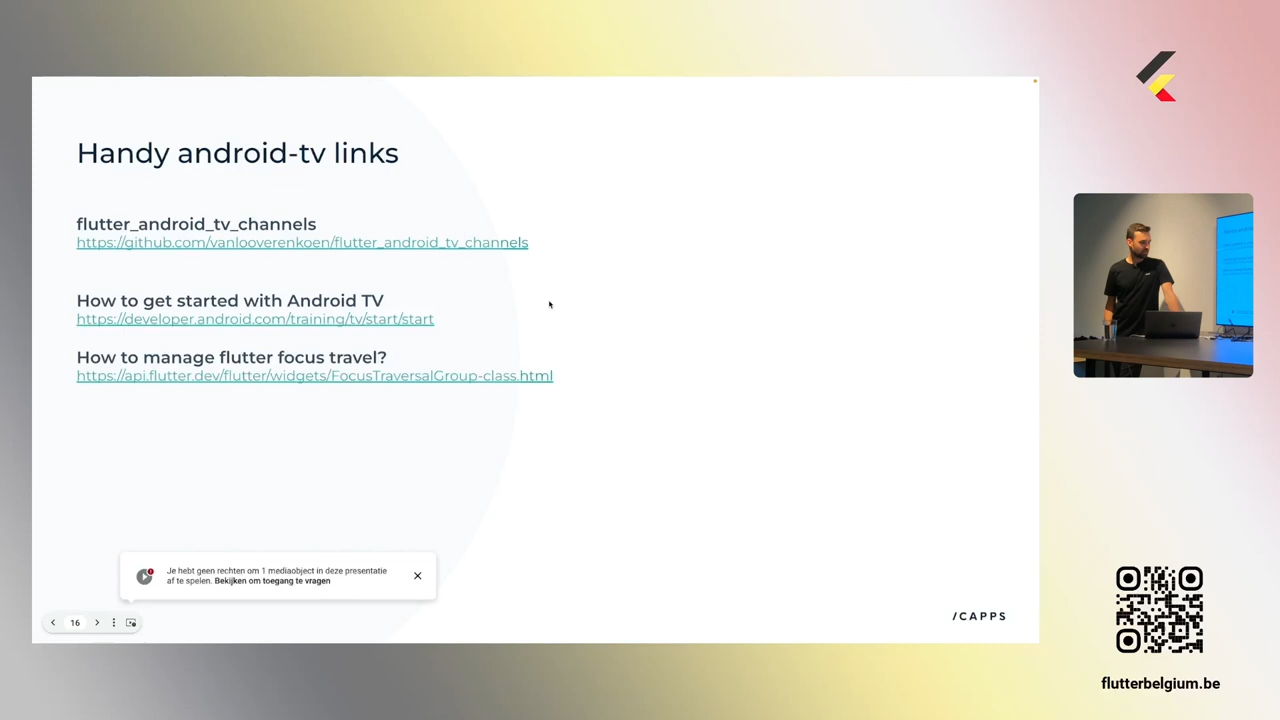 Handy android-tv links
flutter_android_tv_channels
https://github.com/vanlooverenkoen/flutter_android_tv_channels
How to get started with Android TV
https://developer.android.com/training/tv/start/start
How to manage flutter focus travel?
https://api.flutter.dev/flutter/widgets/FocusTraversalGroup-class.html
Je hebt geen rechten om 1 mediaobject in deze presentatie
af te spelen. Bekijken om toegang te vragen
16
/CAPPS
flutterbelgium.be